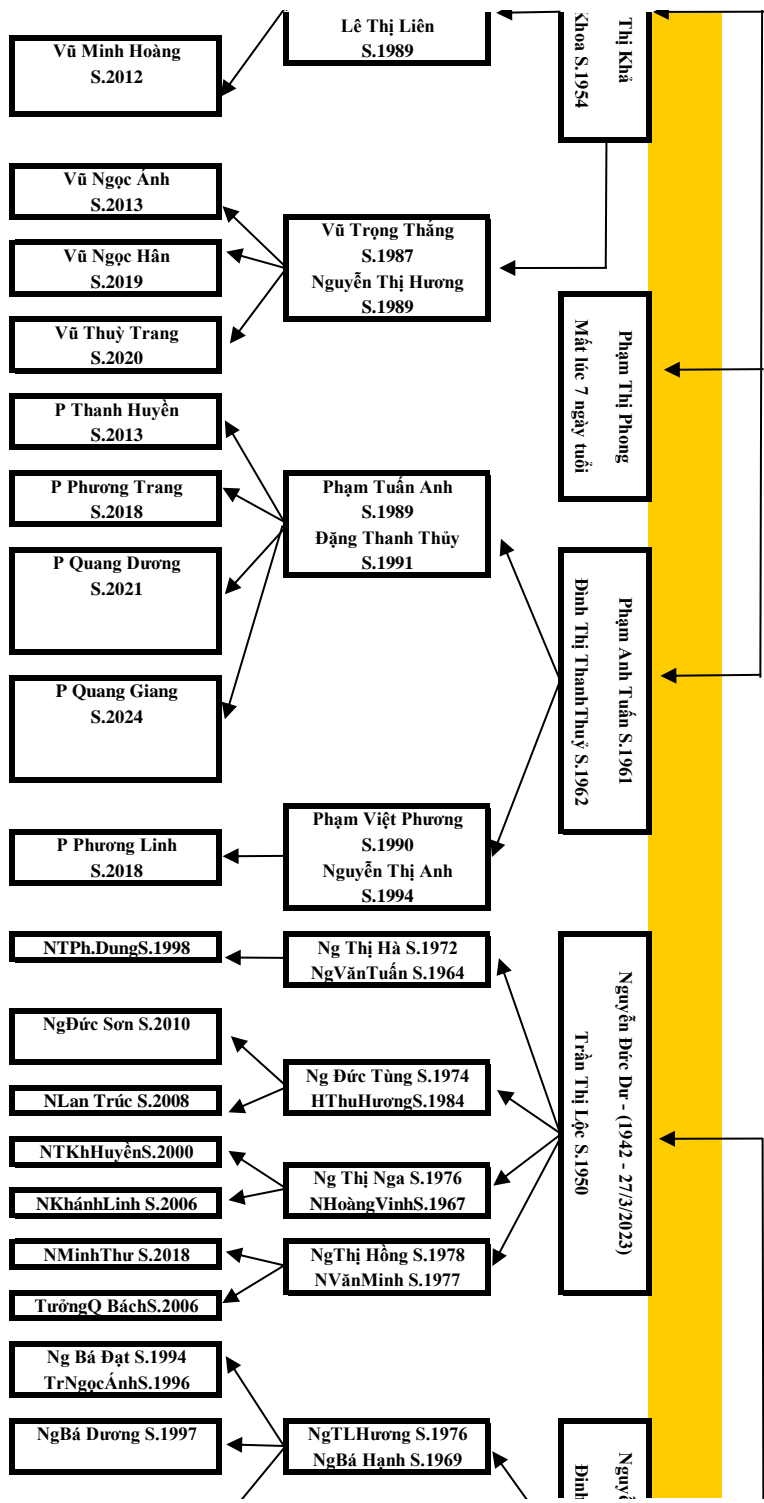 Vũ Minh Hoàng
S.2012
Vũ Ngọc Ánh
S.2013
Vũ Ngọc Hân
S.2019
Vũ Thuỳ Trang
S.2020
P Thanh Huyền
S.2013
P Phương Trang
S.2018
P Quang Dương
S.2021
P Quang Giang
S.2024
P Phương Linh
S.2018
NTPh.DungS.1998
NgĐức Sơn S.2010
NLan Trúc S.2008
NTKhHuyềnS.2000
NKhánhLinh S.2006
NMinhThư S.2018
TưởngQ BáchS.2006
Ng Bá Đạt S.1994
TrNgọcÁnhS.1996
NgBá Dương S.1997
Lê Thị Liên
S.1989
Vũ Trọng Thắng
S.1987
Nguyễn Thị Hương
S.1989
Phạm Tuấn Anh
S.1989
Đặng Thanh Thủy
S.1991
Phạm Việt Phương
S.1990
Nguyễn Thị Anh
S.1994
Ng Thị Hà S.1972
NgVănTuấn S.1964
Ng Đức Tùng S.1974
HThuHươngS.1984
Ng Thị Nga S.1976
NHoàngVinhS.1967
NgThị Hồng S.1978
NVănMinh S.1977
NgTLHương S.1976
NgBá Hạnh S.1969
Thị Khả
Khoa S.1954
Phạm Thị Phong
Mất lúc 7 ngày tuổi
Phạm Anh Tuấn S.1961
Đình Thị ThanhThuỷ S.1962
Nguyễn Đức Dư - (1942 - 27/3/2023)
Trần Thị Lộc S.1950
Nguyễ
Đinh